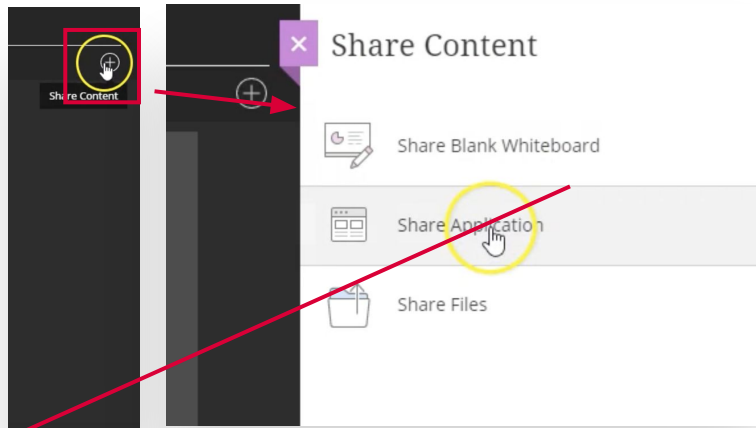 Share Content
Share Content
Share Blank Whiteboard
Share Application
Share Files